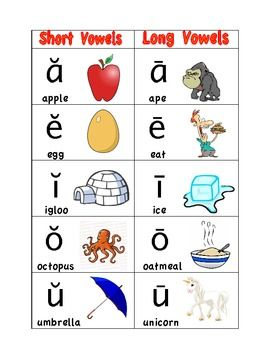 Short Vowels Long Vowels
ă ā
apple ape
ĕ ē
egg eat
ĭ ī
igloo ice
ŏ ō
octopus oatmeal
ŭ ū
umbrella unicorn